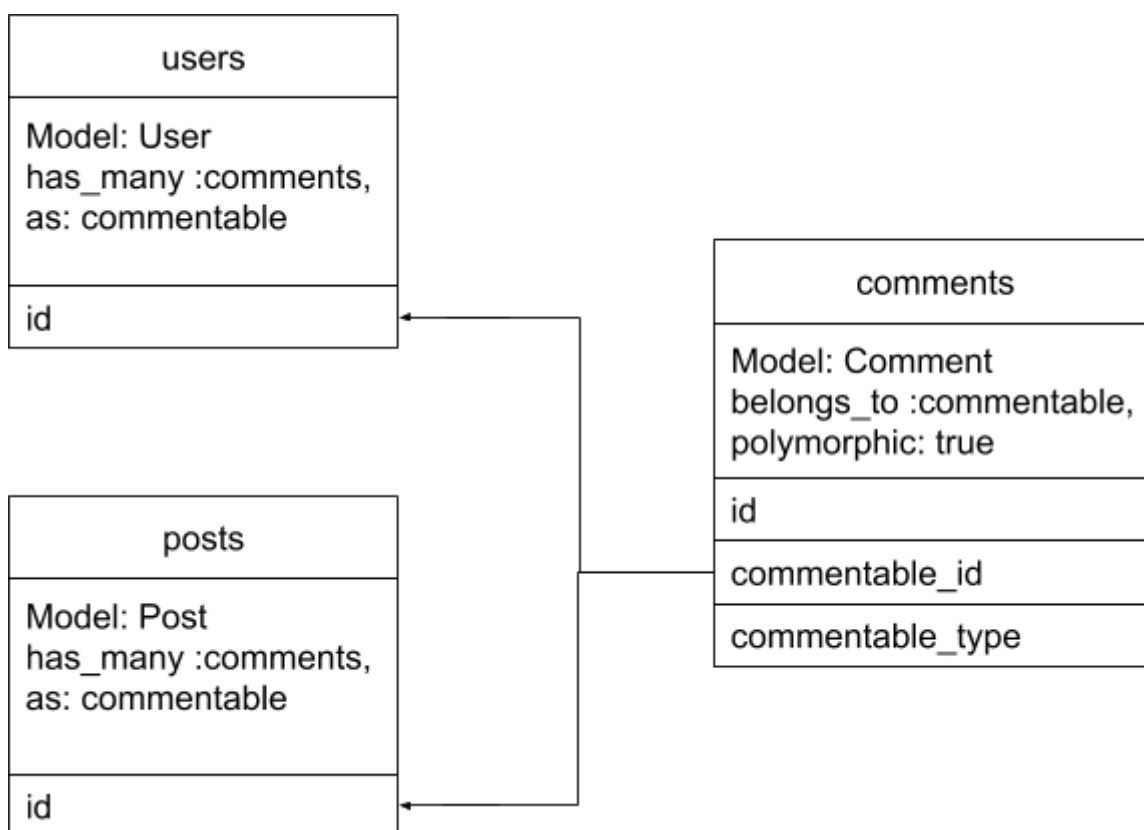 users
Model: User
has_many :comments,
as: commentable
id
posts
Model: Post
has_many :comments,
as: commentable
id
comments
Model: Comment
belongs_to :commentable,
polymorphic: true
id
commentable_id
commentable_type